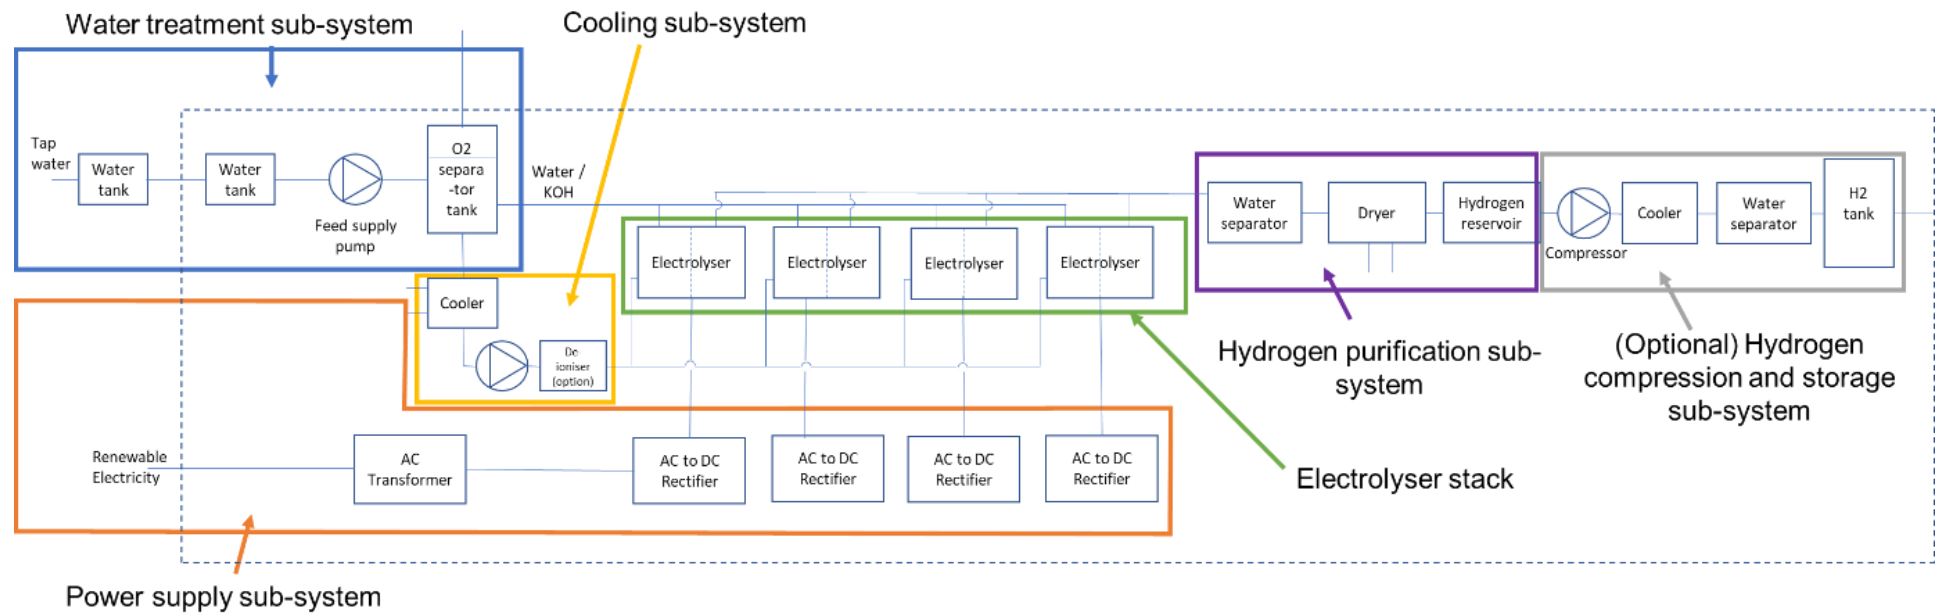 Water treatment sub-system
Cooling sub-system
Tap
water
Water
tank
Water
tank
Feed supply
pump
O2
separa
-tor
tank
Water /
KOH
Cooler
De
ioniser
(option)
Electrolyser
Electrolyser
Electrolyser
Electrolyser
Water
separator
Dryer
Hydrogen
reservoir
Compressor
Cooler
Water
separator
H2
tank
Hydrogen purification sub-
system
(Optional) Hydrogen
compression and storage
sub-system
Electrolyser stack
Renewable
Electricity
AC
Transformer
AC to DC
Rectifier
AC to DC
Rectifier
AC to DC
Rectifier
AC to DC
Rectifier
Power supply sub-system